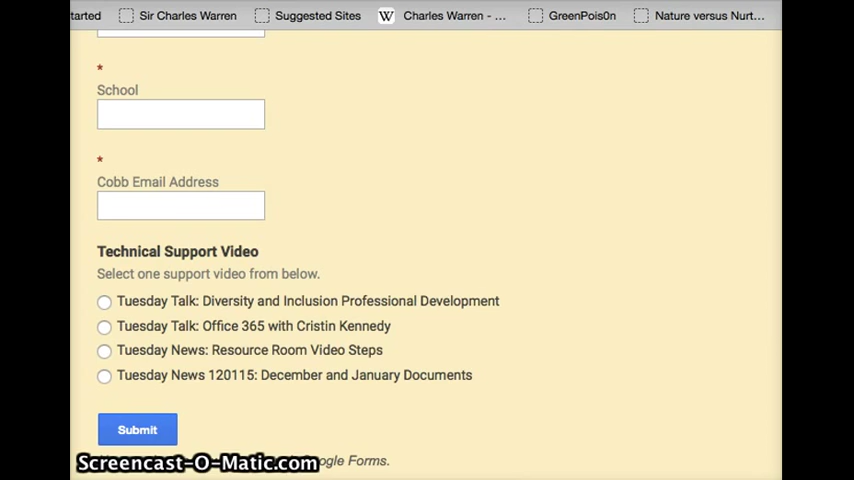 tarted Sir Charles Warren Suggested Sites W Charles Warren - ... GreenPois0n Nature versus Nurt...
*
School
*
Cobb Email Address
Technical Support Video
Select one support video from below.
Tuesday Talk: Diversity and Inclusion Professional Development
Tuesday Talk: Office 365 with Cristin Kennedy
Tuesday News: Resource Room Video Steps
Tuesday News 120115: December and January Documents
Submit
Screencast-O-Matic.com oogle Forms.